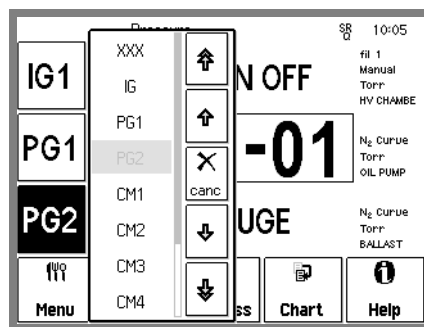 SR
Q
10:05
IG1
N OFF
fil 1
Manual
Torr
HV CHAMBE
PG1
-01
N₂ Curve
Torr
OIL PUMP
PG2
UGE
N₂ Curve
Torr
BALLAST
XXX
IG
PG1
PG2
CM1
CM2
CM3
CM4
canc
Menu
ss
Chart
Help